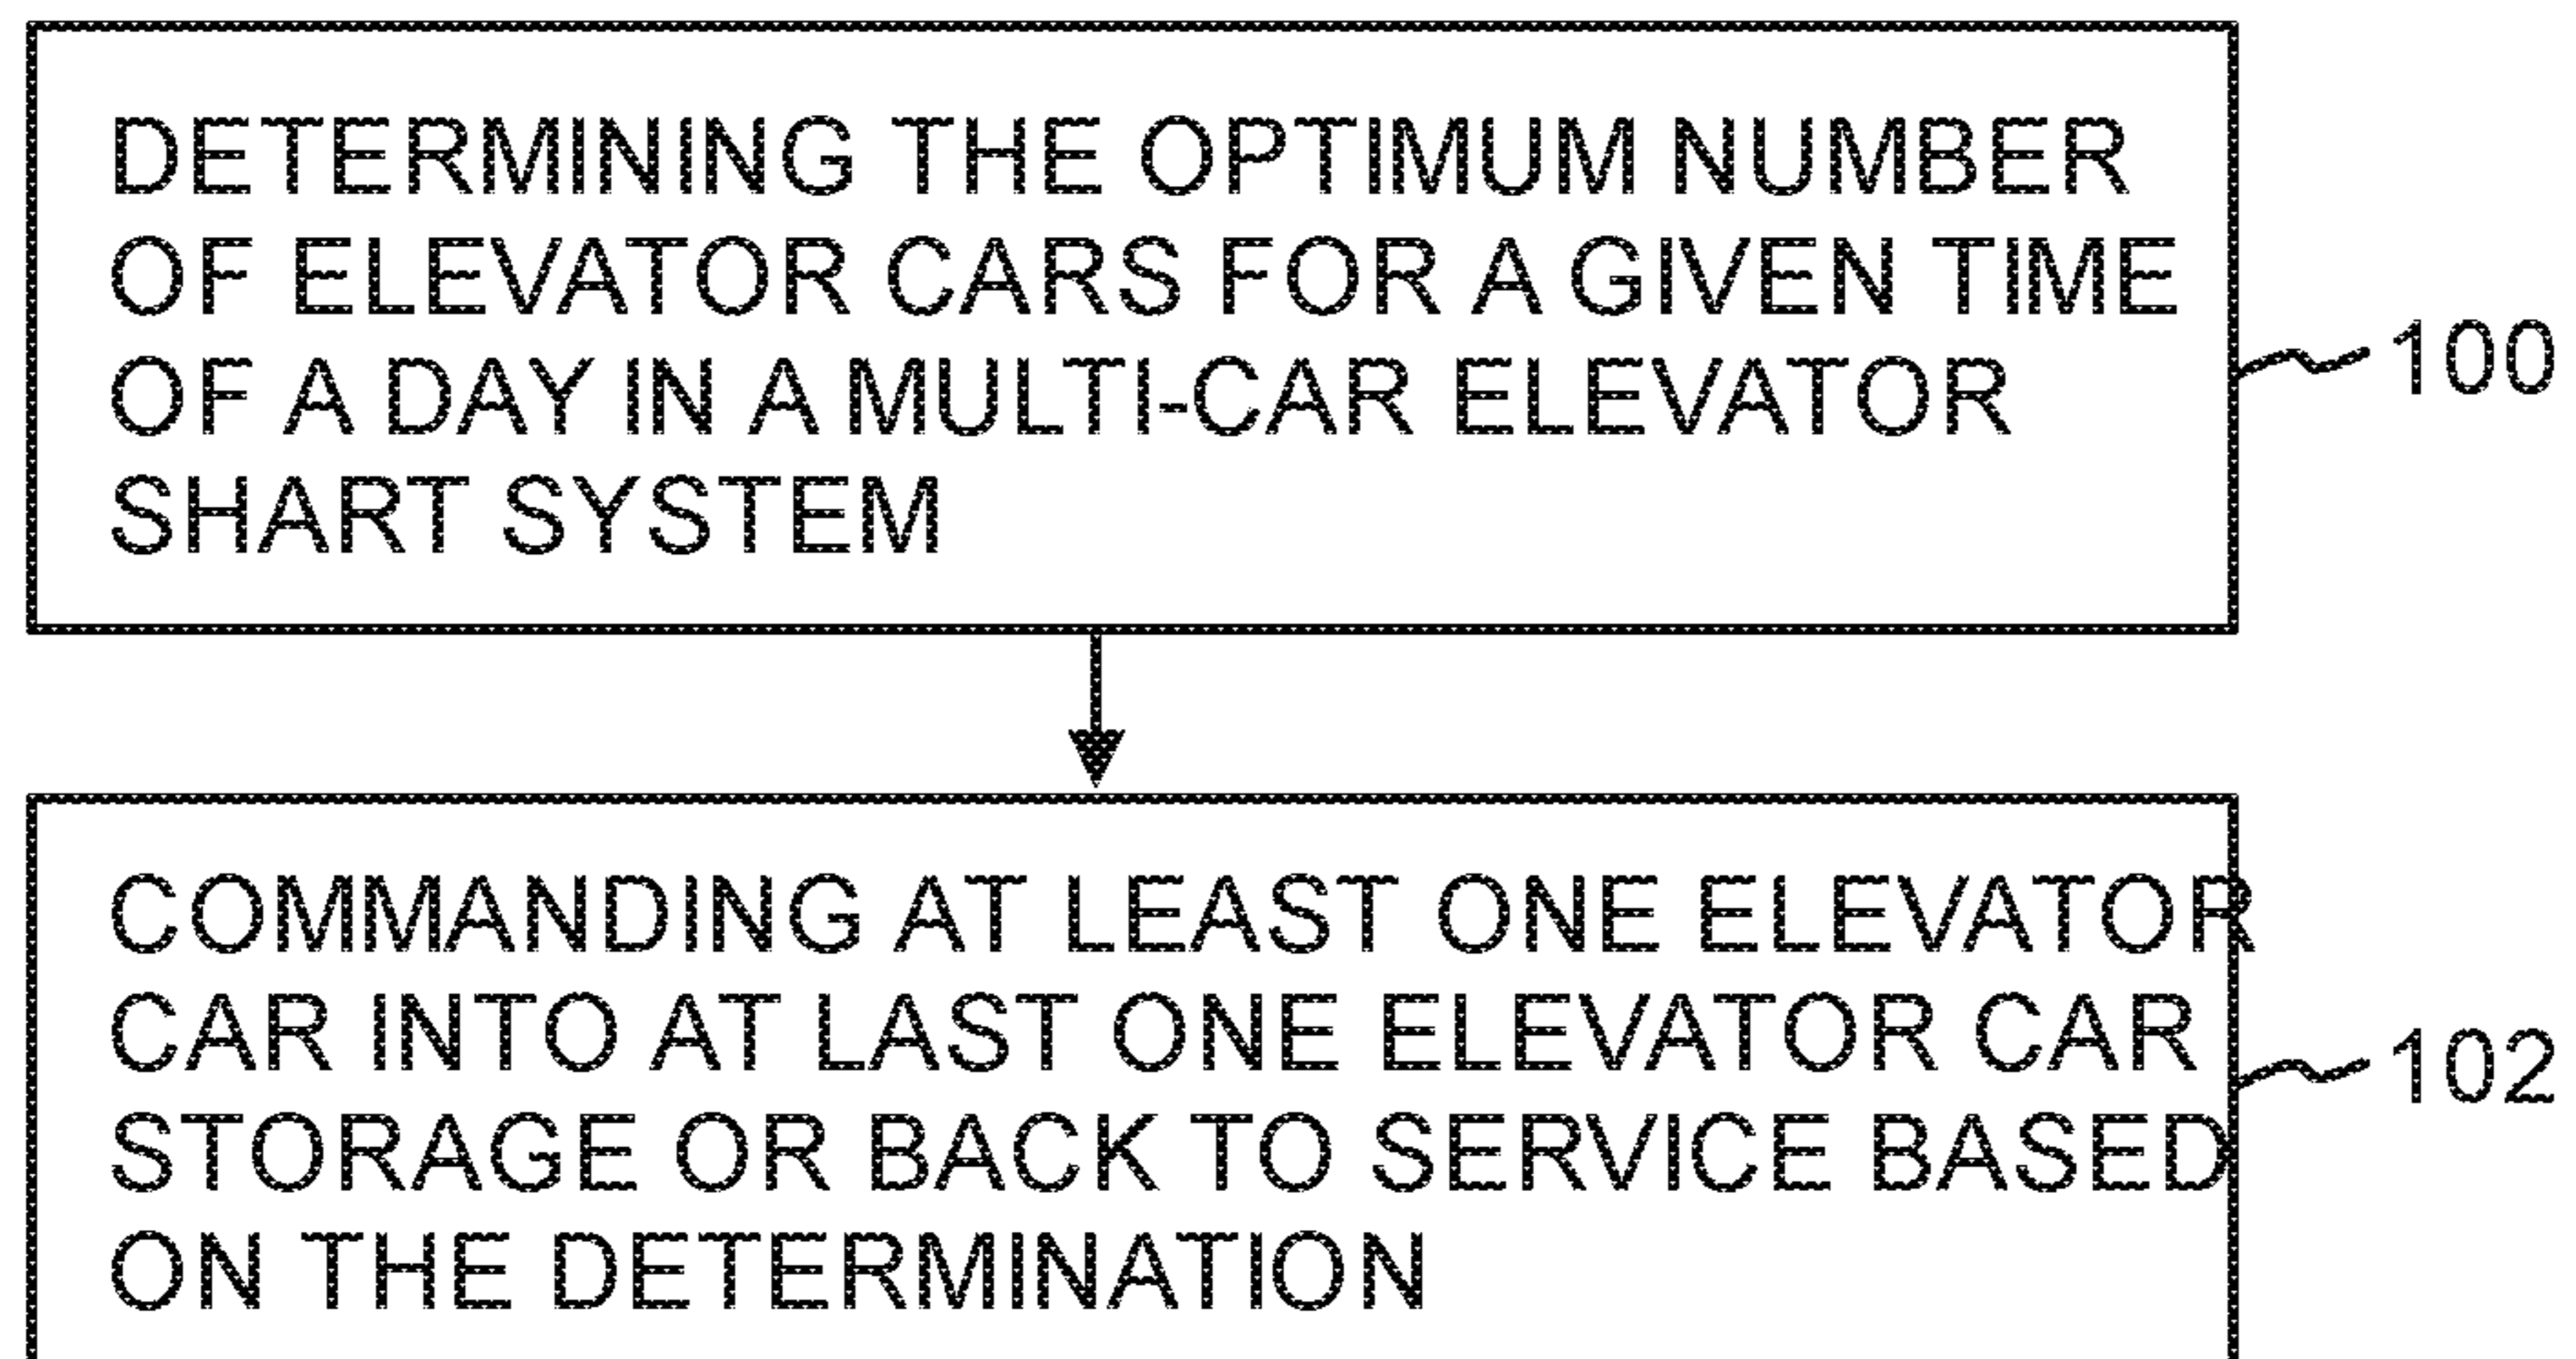 DETERMINING THE OPTIMUM NUMBER
OF ELEVATOR CARS FOR A GIVEN TIME
OF A DAY IN A MULTI-CAR ELEVATOR
SHART SYSTEM
100
COMMANDING AT LEAST ONE ELEVATOR
CAR INTO AT LAST ONE ELEVATOR CAR
STORAGE OR BACK TO SERVICE BASED
ON THE DETERMINATION
102